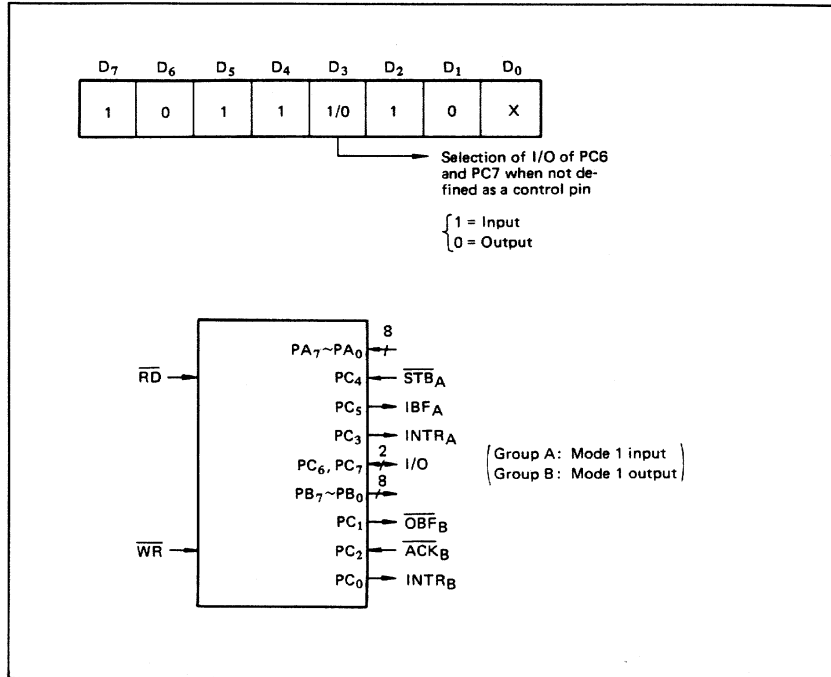 D7 D6 D5 D4 D3 D2 D1 D0
1 0 1 1 1/0 1 0 X
Selection of I/O of PC6
and PC7 when not de-
fined as a control pin
1 = Input
0 = Output
8
PA7~PA0
RD
PC4 STBA
PC5 IBFA
PC3 INTRA
2
PC6, PC7 I/O
(Group A: Mode 1 input
Group B: Mode 1 output)
8
PB7~PB0
PC1 OBFB
WR
PC2 ACKB
PC0 INTRB